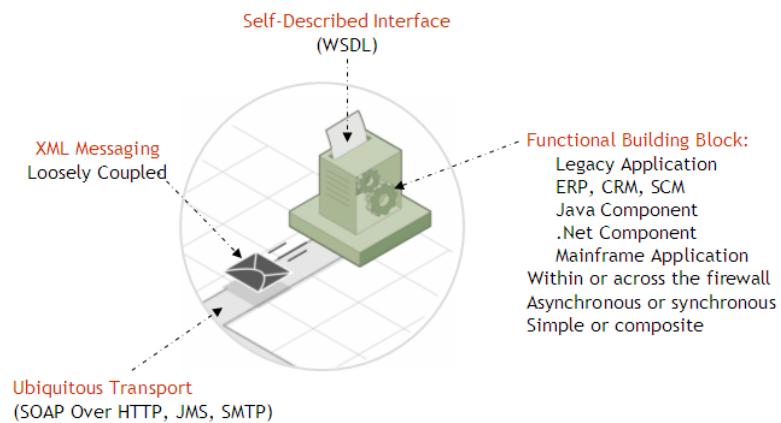 Self-Described Interface
(WSDL)
XML Messaging
Loosely Coupled
Functional Building Block:
Legacy Application
ERP, CRM, SCM
Java Component
.Net Component
Mainframe Application
Within or across the firewall
Asynchronous or synchronous
Simple or composite
Ubiquitous Transport
(SOAP Over HTTP, JMS, SMTP)